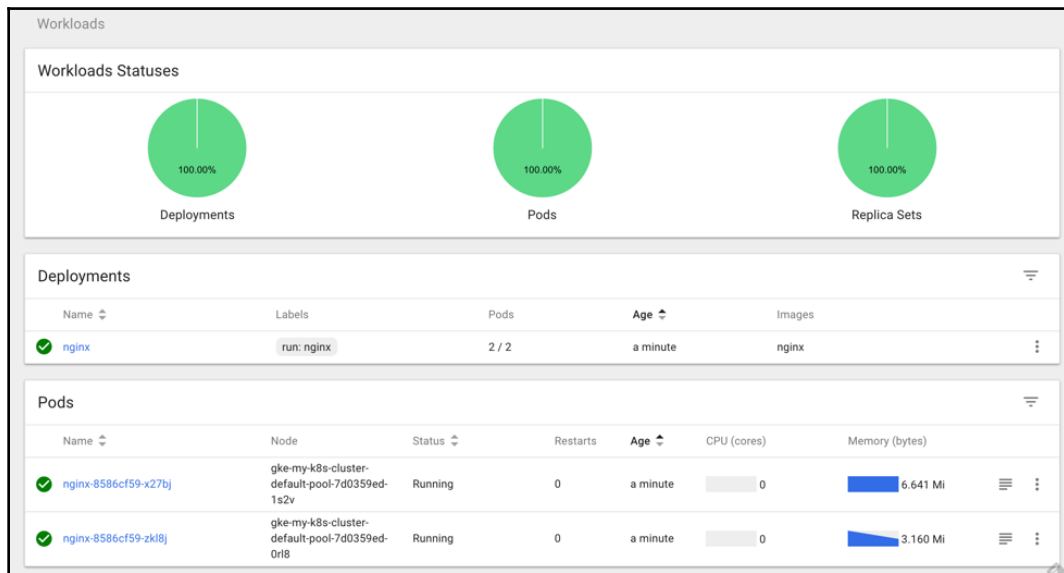 Workloads
Workloads Statuses
100.00% 100.00% 100.00%
Deployments Pods Replica Sets
Deployments
Name Labels Pods Age Images
nginx run: nginx 2 / 2 a minute nginx
Pods
Name Node Status Restarts Age CPU (cores) Memory (bytes)
gke-my-k8s-cluster-
nginx-8586cf59-x27bj default-pool-7d0359ed- Running 0 a minute 0 6.641 Mi
1s2v
gke-my-k8s-cluster-
nginx-8586cf59-zkl8j default-pool-7d0359ed- Running 0 a minute 0 3.160 Mi
0rl8